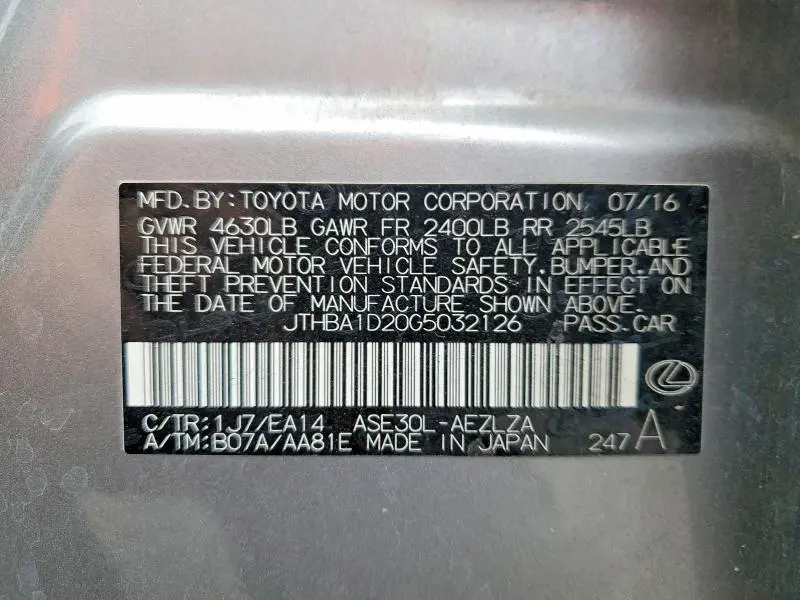 MFD. BY: TOYOTA MOTOR CORPORATION. 07/16
GVWR 4630LB GAWR FR 2400LB RR 2545LB
THIS VEHICLE CONFORMS TO ALL APPLICABLE
FEDERAL MOTOR VEHICLE SAFETY, BUMPER, AND
THEFT PREVENTION STANDARDS IN EFFECT ON
THE DATE OF MANUFACTURE SHOWN ABOVE.
JTHBA1D20G5032126 PASS. CAR
C/TR: 1J7/EA14 ASE30L-AEZLZA
A/TM: B07A/AA81E MADE IN JAPAN 247 A